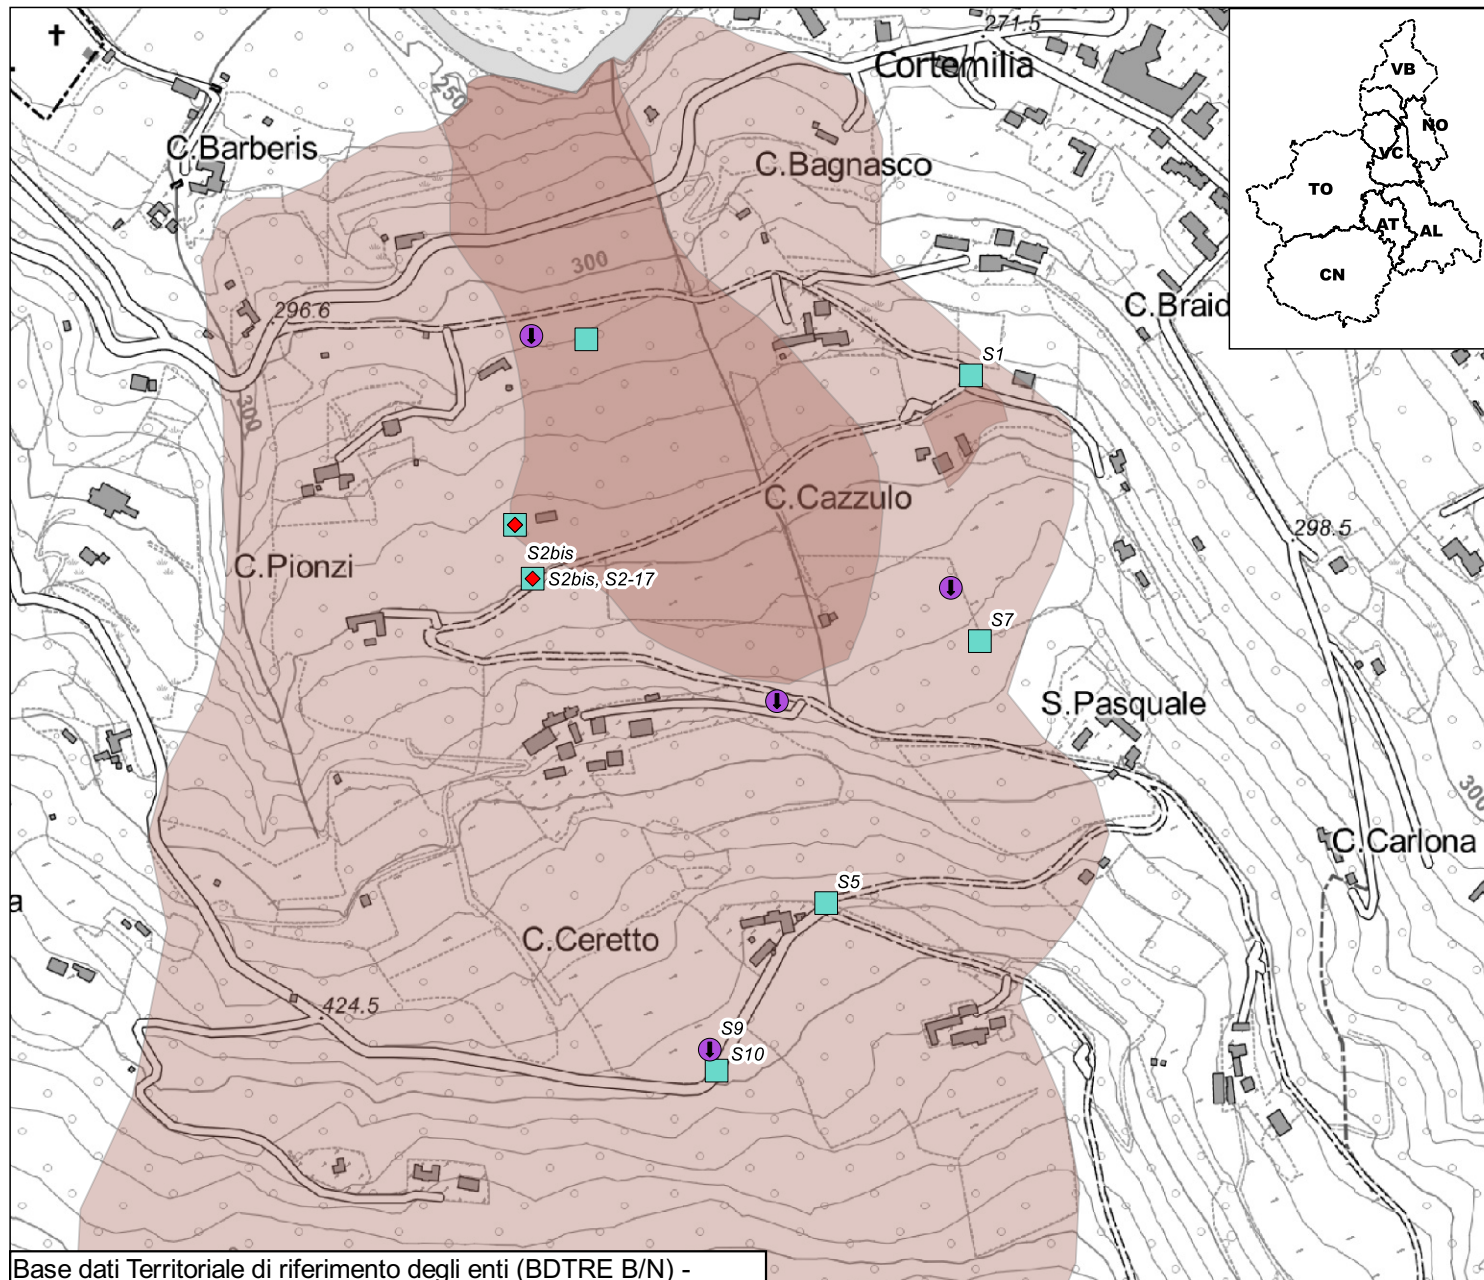 271.5
Cortemilia
250
C.Barberis
C.Bagnasco
VB
NO
VC
TO
AT
AL
CN
300
C.Braid
296.6
S1
300
C.Cazzulo
298.5
S2bis
C.Pionzi
S2bis, S2-17
S7
S.Pasquale
300
C.Carlona
S5
a
C.Ceretto
424.5
S9
S10
Base dati Territoriale di riferimento degli enti (BDTRE B/N) -